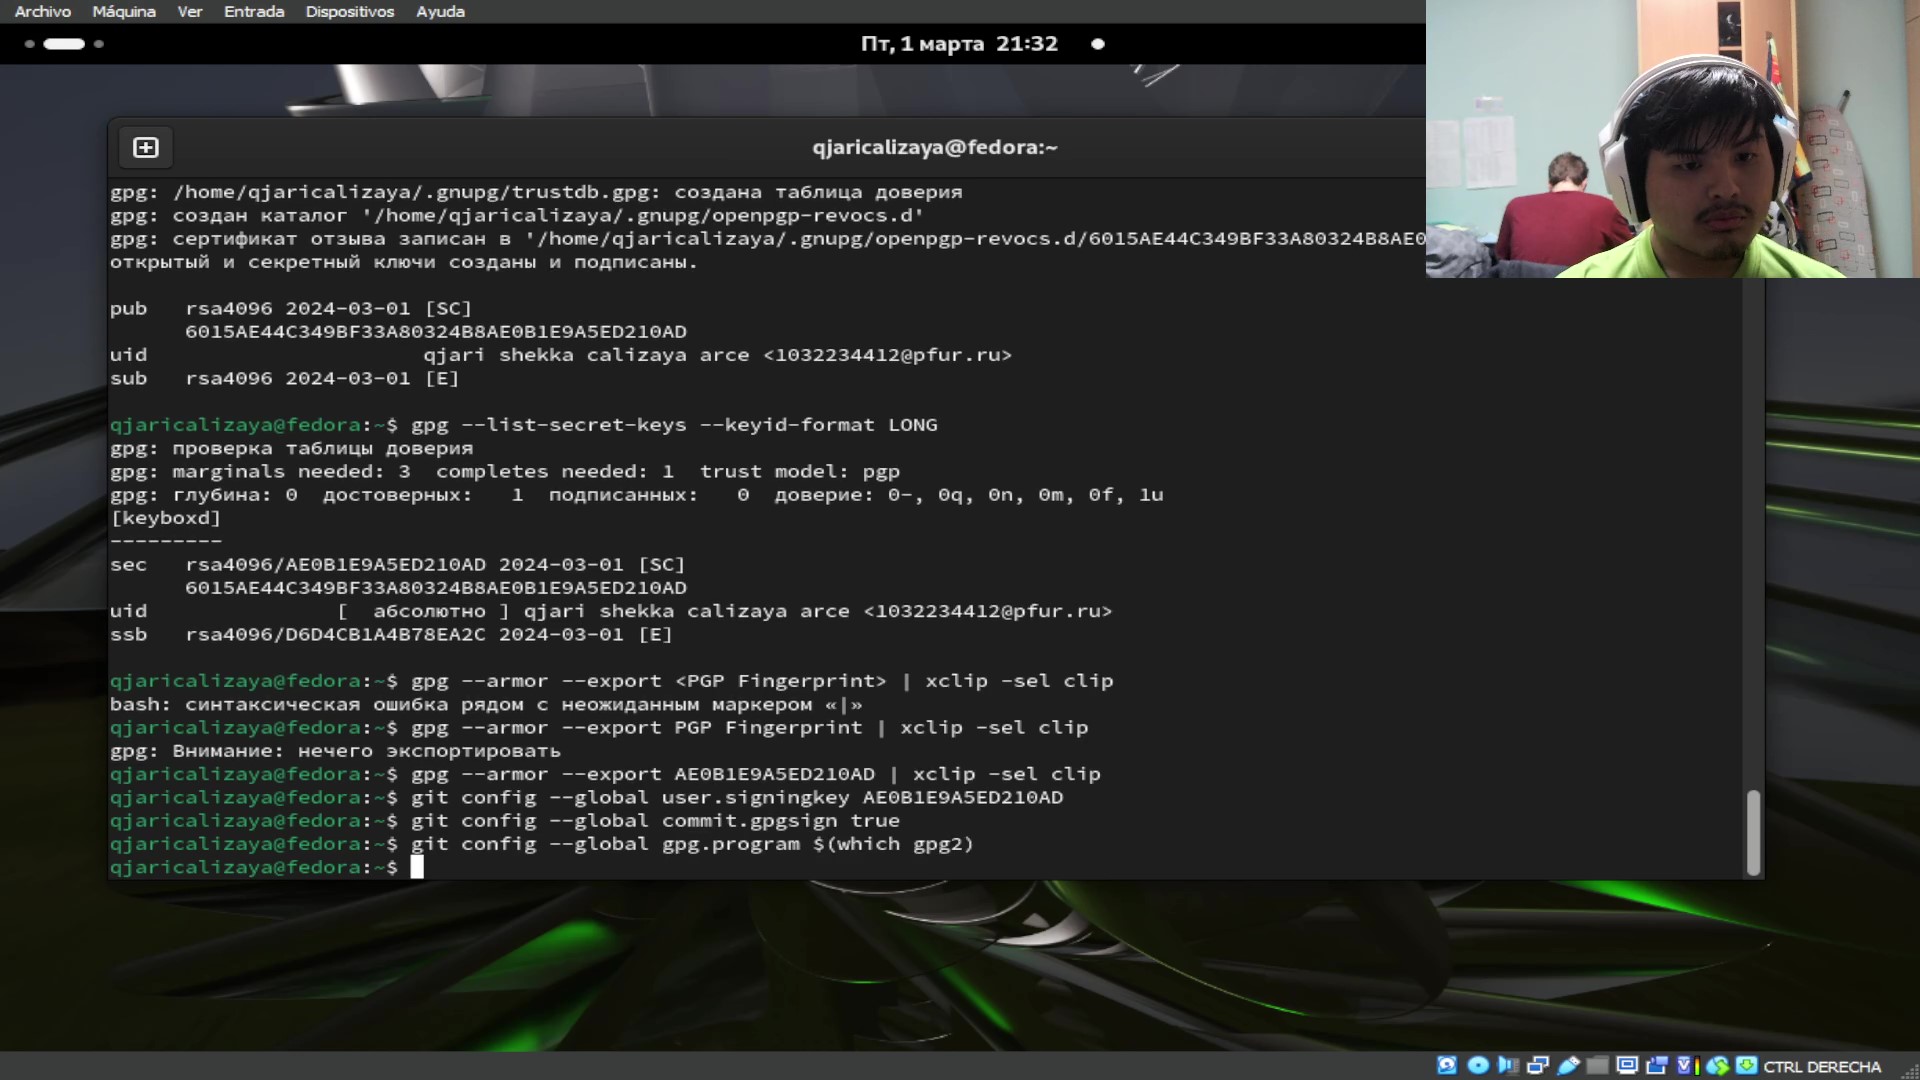 Archivo Máquina Ver Entrada Dispositivos Ayuda
Пт, 1 марта 21:32
qjaricalizaya@fedora:~
gpg: /home/qjaricalizaya/.gnupg/trustdb.gpg: создана таблица доверия
gpg: создан каталог '/home/qjaricalizaya/.gnupg/openpgp-revocs.d'
gpg: сертификат отзыва записан в '/home/qjaricalizaya/.gnupg/openpgp-revocs.d/6015AE44C349BF33A80324B8AE0
открытый и секретный ключи созданы и подписаны.
pub rsa4096 2024-03-01 [SC]
6015AE44C349BF33A80324B8AE0B1E9A5ED210AD
uid qjari shekka calizaya arce <1032234412@pfur.ru>
sub rsa4096 2024-03-01 [E]
qjaricalizaya@fedora:~$ gpg --list-secret-keys --keyid-format LONG
gpg: проверка таблицы доверия
gpg: marginals needed: 3 completes needed: 1 trust model: pgp
gpg: глубина: 0 достоверных: 1 подписанных: 0 доверие: 0-, 0q, 0n, 0m, 0f, 1u
[keyboxd]
---------
sec rsa4096/AE0B1E9A5ED210AD 2024-03-01 [SC]
6015AE44C349BF33A80324B8AE0B1E9A5ED210AD
uid [ абсолютно ] qjari shekka calizaya arce <1032234412@pfur.ru>
ssb rsa4096/D6D4CB1A4B78EA2C 2024-03-01 [E]
qjaricalizaya@fedora:~$ gpg --armor --export <PGP Fingerprint> | xclip -sel clip
bash: синтаксическая ошибка рядом с неожиданным маркером «|»
qjaricalizaya@fedora:~$ gpg --armor --export PGP Fingerprint | xclip -sel clip
gpg: Внимание: нечего экспортировать
qjaricalizaya@fedora:~$ gpg --armor --export AE0B1E9A5ED210AD | xclip -sel clip
qjaricalizaya@fedora:~$ git config --global user.signingkey AE0B1E9A5ED210AD
qjaricalizaya@fedora:~$ git config --global commit.gpgsign true
qjaricalizaya@fedora:~$ git config --global gpg.program $(which gpg2)
qjaricalizaya@fedora:~$
CTRL DERECHA